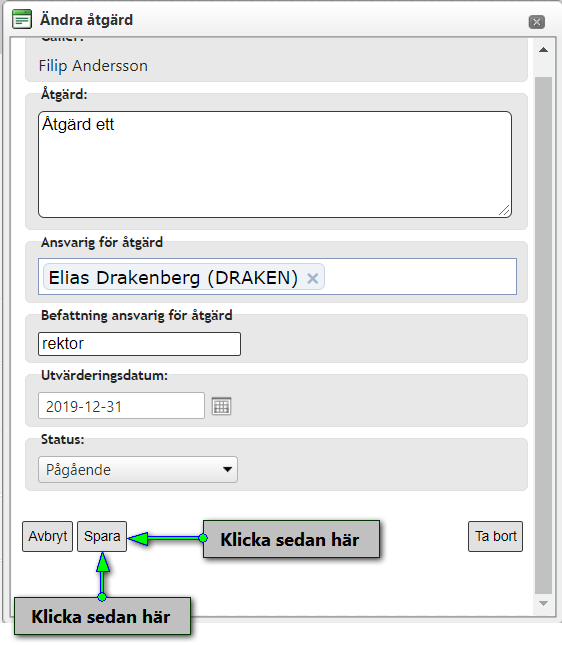 Ändra åtgärd
Gäller:
Filip Andersson
Åtgärd:
Åtgärd ett
Ansvarig för åtgärd
Elias Drakenberg (DRAKEN) ×
Befattning ansvarig för åtgärd
rektor
Utvärderingsdatum:
2019-12-31
Status:
Pågående
Avbryt Spara Klicka sedan här Ta bort
Klicka sedan här